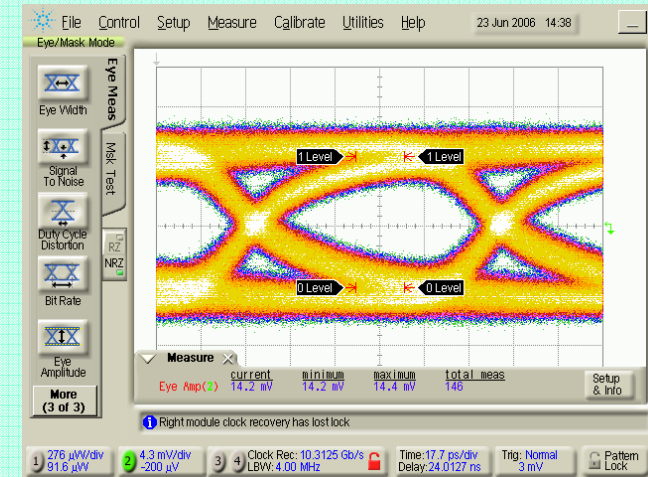 File Control Setup Measure Calibrate Utilities Help 23 Jun 2006 14:38
Eye/Mask Mode
Eye Meas
Msk Test
Eye Width
Signal
To Noise
Duty Cycle
Distortion
RZ
NRZ
Bit Rate
Eye
Amplitude
More
(3 of 3)
1 Level 1 Level
0 Level 0 Level
Measure
current minimum maximum total meas
Eye Amp(2) 14.2 mV 14.2 mV 14.4 mV 146
Setup
& Info
Right module clock recovery has lost lock
1 276 µW/div
91.6 µW
2 4.3 mV/div
-200 µV
3 4 Clock Rec: 10.3125 Gb/s
LBW: 4.00 MHz
Time:17.7 ps/div
Delay:24.0127 ns
Trig: Normal
3 mV
Pattern
Lock